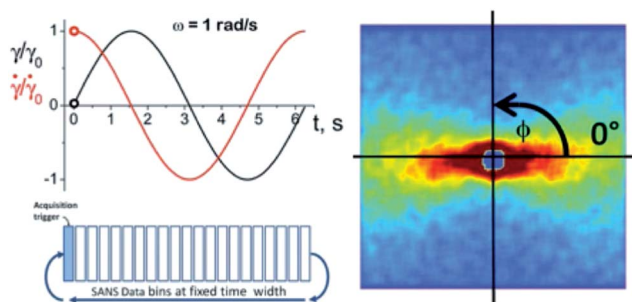 ω = 1 rad/s
γ/γ₀
γ̇/γ̇₀
1
0
-1
0 1 2 3 4 5 6
t, s
Acquisition
trigger
SANS Data bins at fixed time width
ϕ
0°